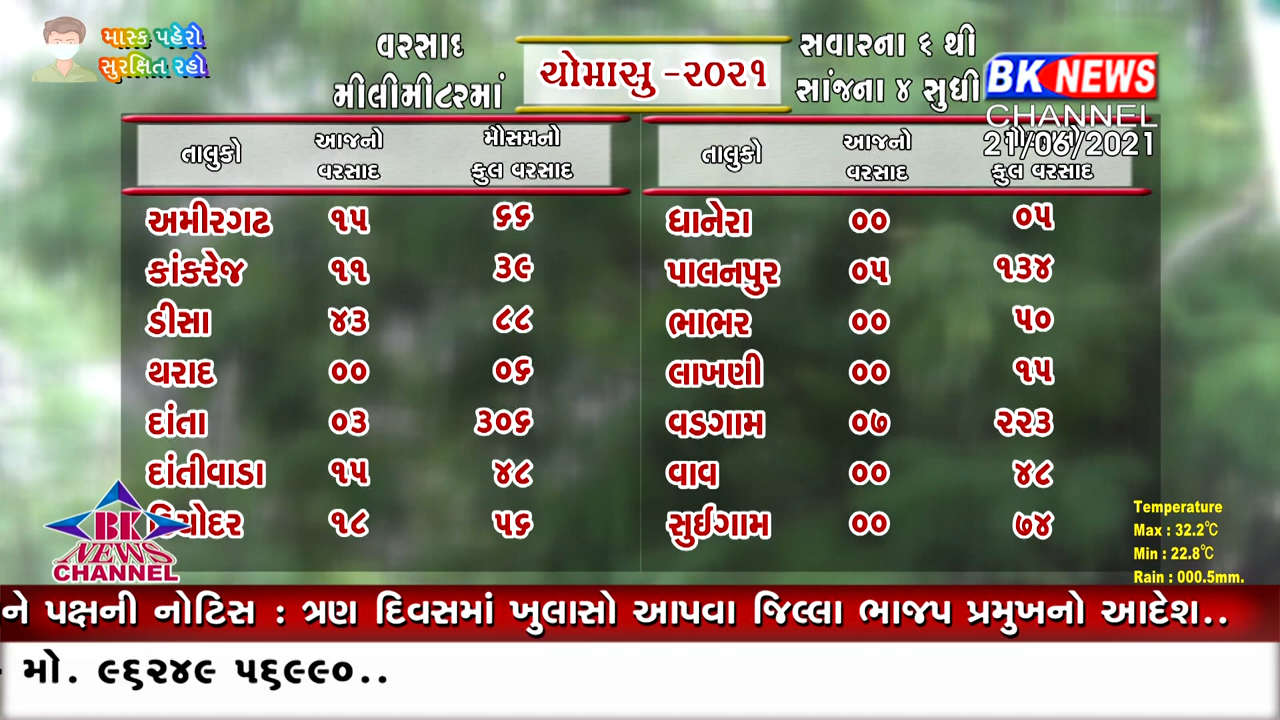 માસ્ક પહેરો
સુરક્ષિત રહો
વરસાદ
મીલીમીટરમાં
ચોમાસુ -૨૦૨૧
સવારના ૬ થી
સાંજના ૪ સુધી
BK NEWS
CHANNEL
21/06/2021
તાલુકો આજનો વરસાદ મૌસમનો કુલ વરસાદ
અમીરગઢ ૧૫ ૬૬
કાંકરેજ ૧૧ ૩૯
ડીસા ૪૩ ૮૮
થરાદ ૦૦ ૦૬
દાંતા ૦૩ ૩૦૬
દાંતીવાડા ૧૫ ૪૮
યોદર ૧૮ ૫૬
તાલુકો આજનો વરસાદ કુલ વરસાદ
ધાનેરા ૦૦ ૦૫
પાલનપુર ૦૫ ૧૩૪
ભાભર ૦૦ ૫૦
લાખણી ૦૦ ૧૫
વડગામ ૦૭ ૨૨૩
વાવ ૦૦ ૪૮
સુઈગામ ૦૦ ૭૪
BK
NEWS
CHANNEL
Temperature
Max : 32.2℃
Min : 22.8℃
Rain : 000.5mm.
ને પક્ષની નોટિસ : ત્રણ દિવસમાં ખુલાસો આપવા જિલ્લા ભાજપ પ્રમુખનો આદેશ..
મો. ૯૬૨૪૯ ૫૬૯૯૦..